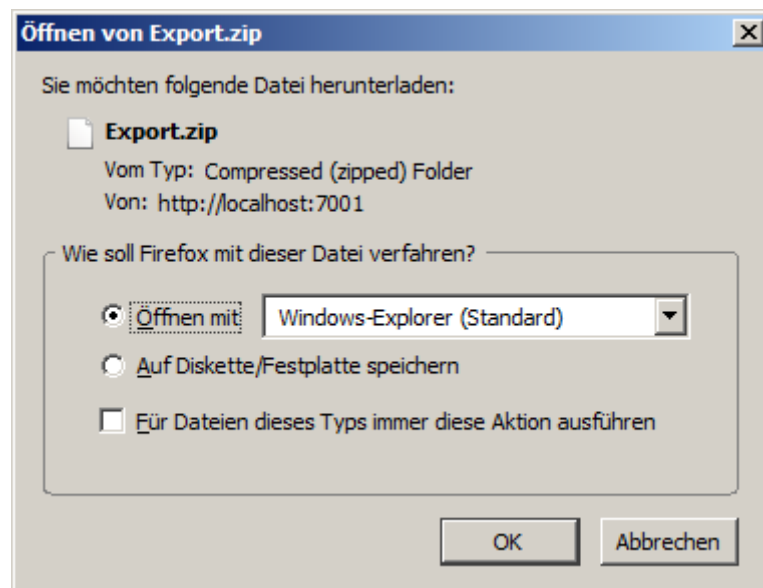 Öffnen von Export.zip
Sie möchten folgende Datei herunterladen:
Export.zip
Vom Typ: Compressed (zipped) Folder
Von: http://localhost:7001
Wie soll Firefox mit dieser Datei verfahren?
Öffnen mit Windows-Explorer (Standard)
Auf Diskette/Festplatte speichern
Für Dateien dieses Typs immer diese Aktion ausführen
OK Abbrechen